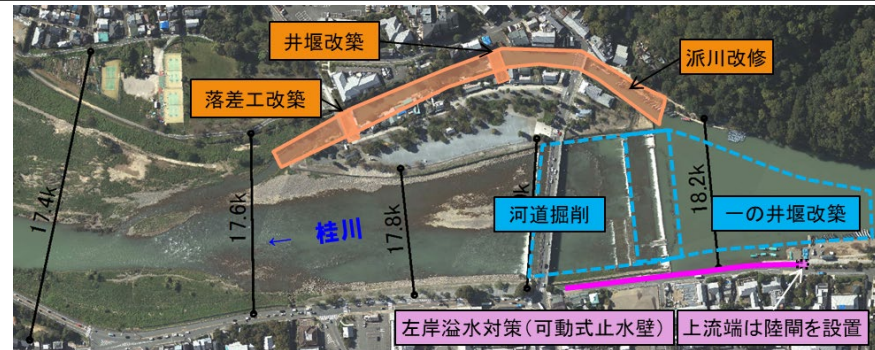 井堰改築
派川改修
落差工改築
17.4k
17.6k
17.8k
18.2k
河道掘削
一の井堰改築
← 桂川
左岸溢水対策(可動式止水壁)
上流端は陸閘を設置